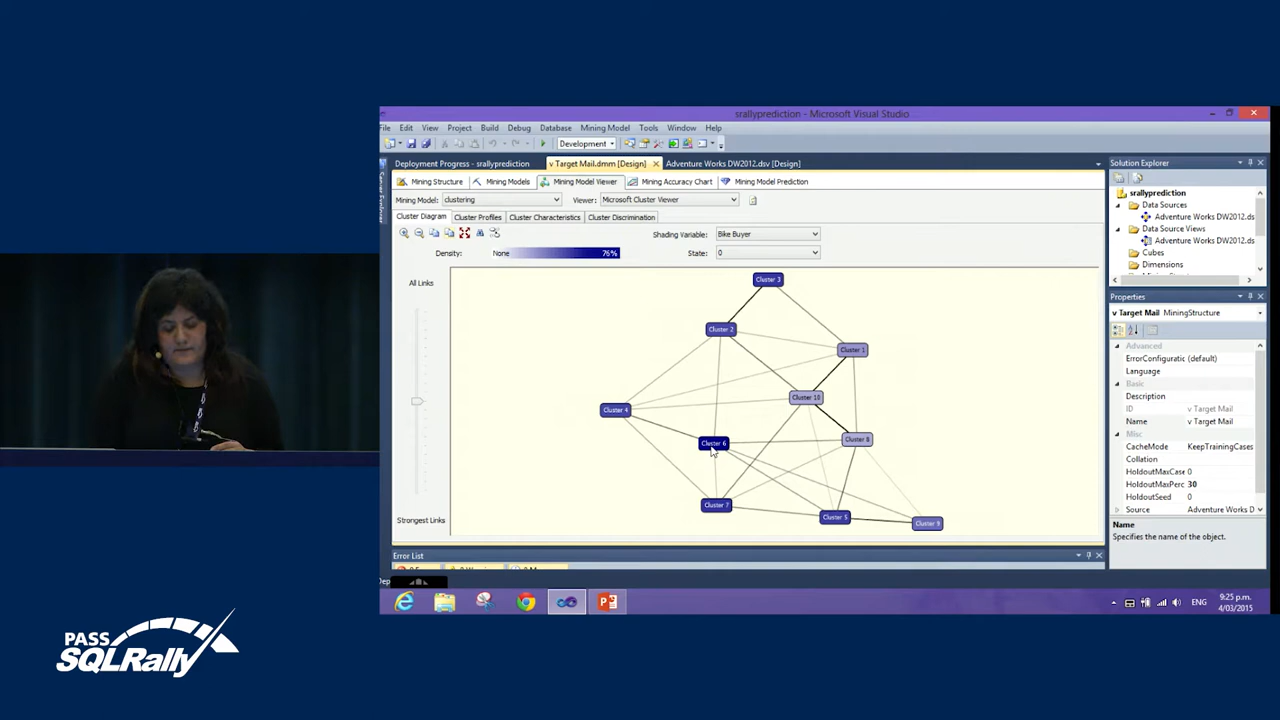 srallyprediction - Microsoft Visual Studio
File Edit View Project Build Debug Database Mining Model Tools Window Help
Development
Deployment Progress - srallyprediction
v Target Mail.dmm [Design]
Adventure Works DW2012.dsv [Design]
Mining Structure
Mining Models
Mining Model Viewer
Mining Accuracy Chart
Mining Model Prediction
Mining Model: clustering
Viewer: Microsoft Cluster Viewer
Cluster Diagram
Cluster Profiles
Cluster Characteristics
Cluster Discrimination
Shading Variable: Bike Buyer
Density: None 76%
State: 0
All Links
Strongest Links
Cluster 3
Cluster 2
Cluster 1
Cluster 10
Cluster 4
Cluster 6
Cluster 8
Cluster 7
Cluster 5
Cluster 9
Error List
Server Explorer
Solution Explorer
srallyprediction
Data Sources
Adventure Works DW2012.ds
Data Source Views
Adventure Works DW2012.ds
Cubes
Dimensions
Properties
v Target Mail MiningStructure
Advanced
ErrorConfiguratic (default)
Language
Basic
Description
ID v Target Mail
Name v Target Mail
Misc
CacheMode KeepTrainingCases
Collation
HoldoutMaxCase 0
HoldoutMaxPerc 30
HoldoutSeed 0
Source Adventure Works D
Name
Specifies the name of the object.
ENG
9:25 p.m.
4/03/2015
PASS
SQLRally